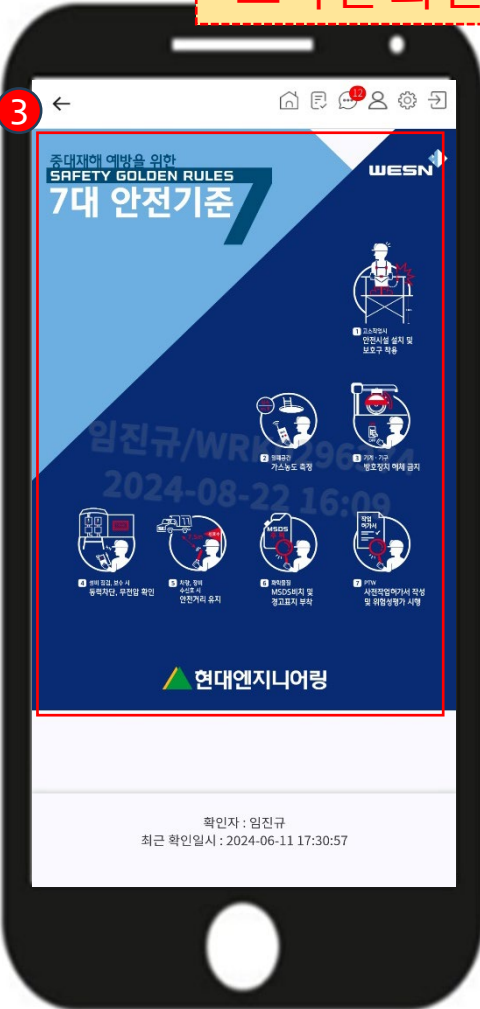 3
12
중대재해 예방을 위한
SAFETY GOLDEN RULES
7대 안전기준
7
WESN
1 고소작업시
안전시설 설치 및
보호구 착용
2 밀폐공간
가스농도 측정
3 기계·기구
방호장치 해제 금지
임진규/WRK
2024-08-22 16:09
MSDS
작업
허가서
4 설비 점검, 보수 시
동력차단, 무전압 확인
5 차량, 장비
수신호 시
안전거리 유지
6 화학물질
MSDS비치 및
경고표지 부착
7 PTW
사전작업허가서 작성
및 위험성평가 시행
현대엔지니어링
확인자 : 임진규
최근 확인일시 : 2024-06-11 17:30:57